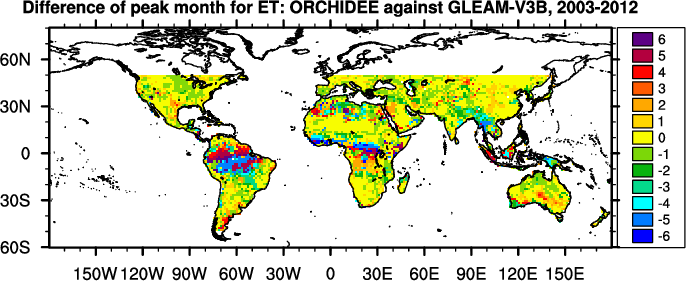 Difference of peak month for ET: ORCHIDEE against GLEAM-V3B, 2003-2012
60N
30N
0
30S
60S
150W 120W 90W 60W 30W 0 30E 60E 90E 120E 150E
6
5
4
3
2
1
0
-1
-2
-3
-4
-5
-6